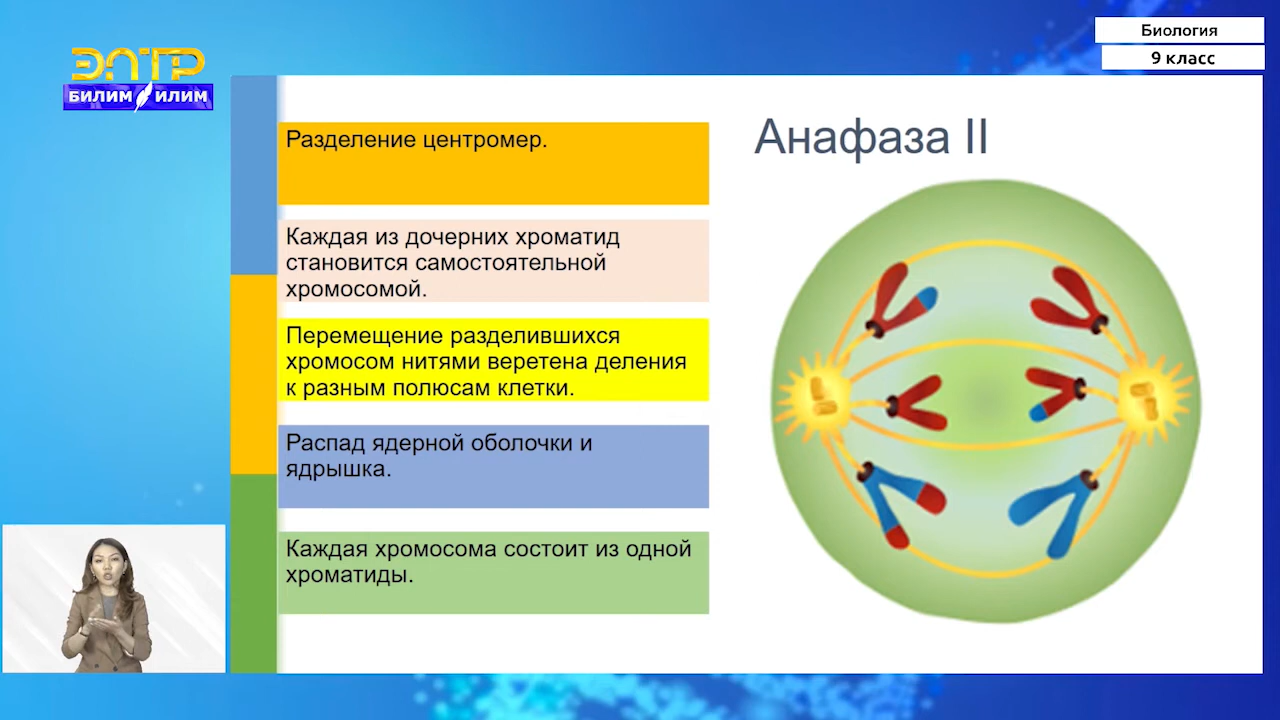 Биология
9 класс
ЭЛТР
БИЛИМ ИЛИМ
Анафаза II
Разделение центромер.
Каждая из дочерних хроматид
становится самостоятельной
хромосомой.
Перемещение разделившихся
хромосом нитями веретена деления
к разным полюсам клетки.
Распад ядерной оболочки и
ядрышка.
Каждая хромосома состоит из одной
хроматиды.